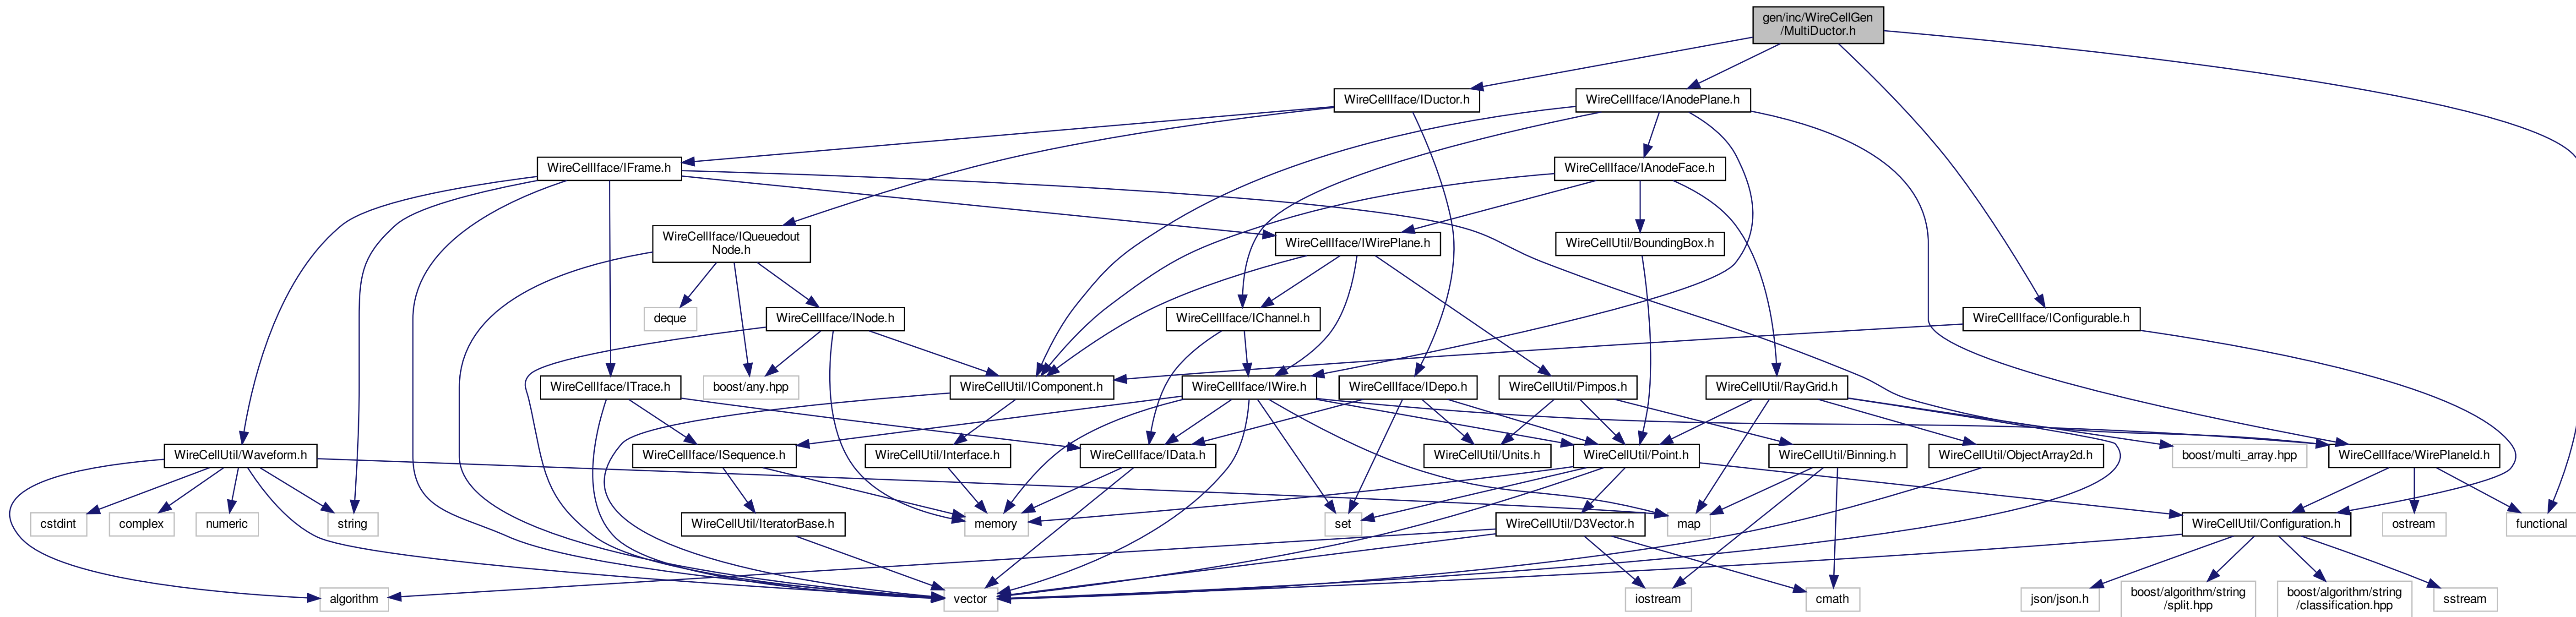 gen/inc/WireCellGen
/MultiDuctor.h
WireCellIface/IDuctor.h
WireCellIface/IAnodePlane.h
WireCellIface/IFrame.h
WireCellIface/IAnodeFace.h
WireCellIface/IQueuedout
Node.h
WireCellIface/IWirePlane.h
WireCellUtil/BoundingBox.h
deque
WireCellIface/INode.h
WireCellIface/IChannel.h
WireCellIface/IConfigurable.h
WireCellIface/ITrace.h
boost/any.hpp
WireCellUtil/IComponent.h
WireCellIface/IWire.h
WireCellIface/IDepo.h
WireCellUtil/Pimpos.h
WireCellUtil/RayGrid.h
WireCellUtil/Waveform.h
WireCellIface/ISequence.h
WireCellUtil/Interface.h
WireCellIface/IData.h
WireCellUtil/Units.h
WireCellUtil/Point.h
WireCellUtil/Binning.h
WireCellUtil/ObjectArray2d.h
boost/multi_array.hpp
WireCellIface/WirePlaneId.h
cstdint
complex
numeric
string
WireCellUtil/IteratorBase.h
memory
set
WireCellUtil/D3Vector.h
map
WireCellUtil/Configuration.h
ostream
functional
algorithm
vector
iostream
cmath
json/json.h
boost/algorithm/string
/split.hpp
boost/algorithm/string
/classification.hpp
sstream